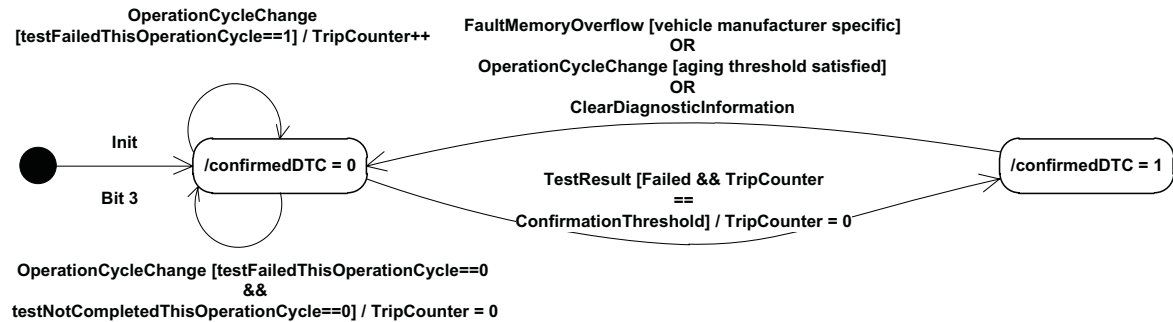 OperationCycleChange
[testFailedThisOperationCycle==1] / TripCounter++
FaultMemoryOverflow [vehicle manufacturer specific]
OR
OperationCycleChange [aging threshold satisfied]
OR
ClearDiagnosticInformation
Init
Bit 3
/confirmedDTC = 0
/confirmedDTC = 1
TestResult [Failed && TripCounter
==
ConfirmationThreshold] / TripCounter = 0
OperationCycleChange [testFailedThisOperationCycle==0
&&
testNotCompletedThisOperationCycle==0] / TripCounter = 0